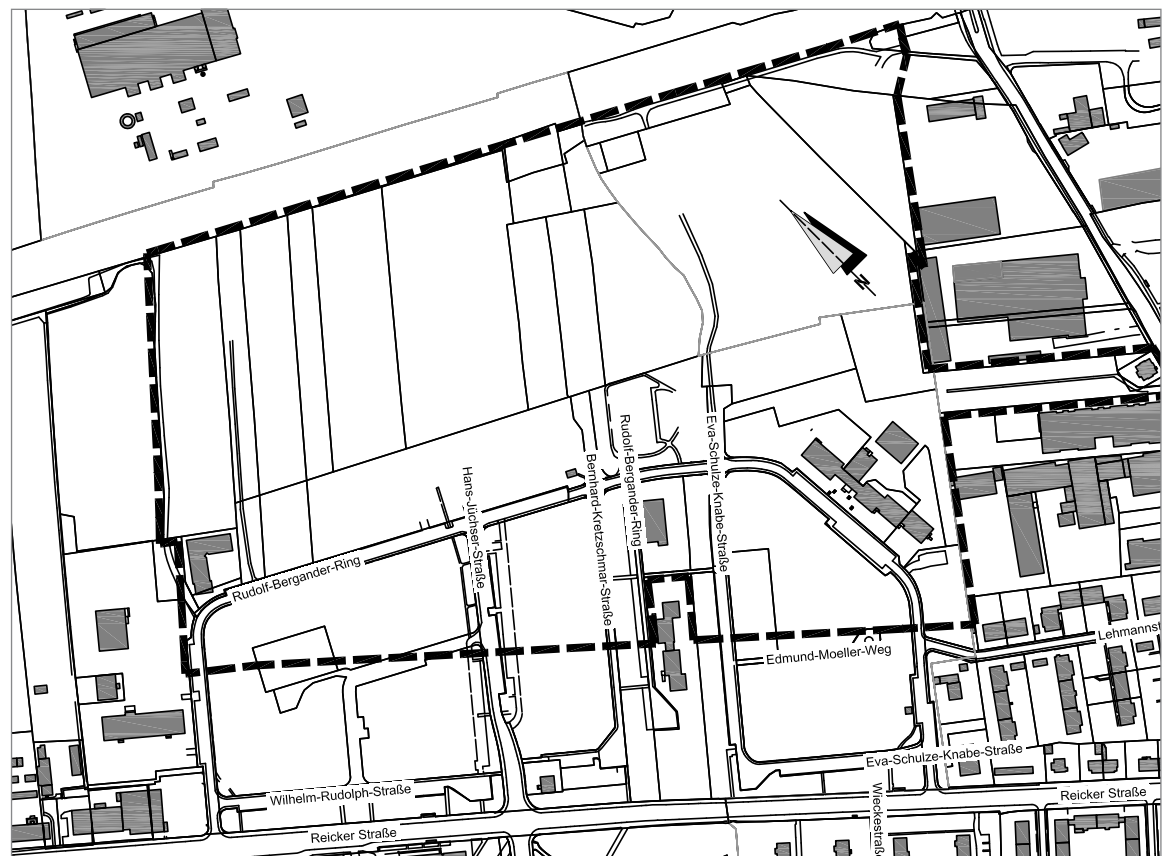 N
Rudolf-Bergander-Ring
Eva-Schulze-Knabe-Straße
Bernhard-Kretzschmar-Straße
Hans-Jüchser-Straße
Rudolf-Bergander-Ring
Lehmannst
Edmund-Moeller-Weg
Eva-Schulze-Knabe-Straße
Wilhelm-Rudolph-Straße
Wieckestraße
Reicker Straße
Reicker Straße